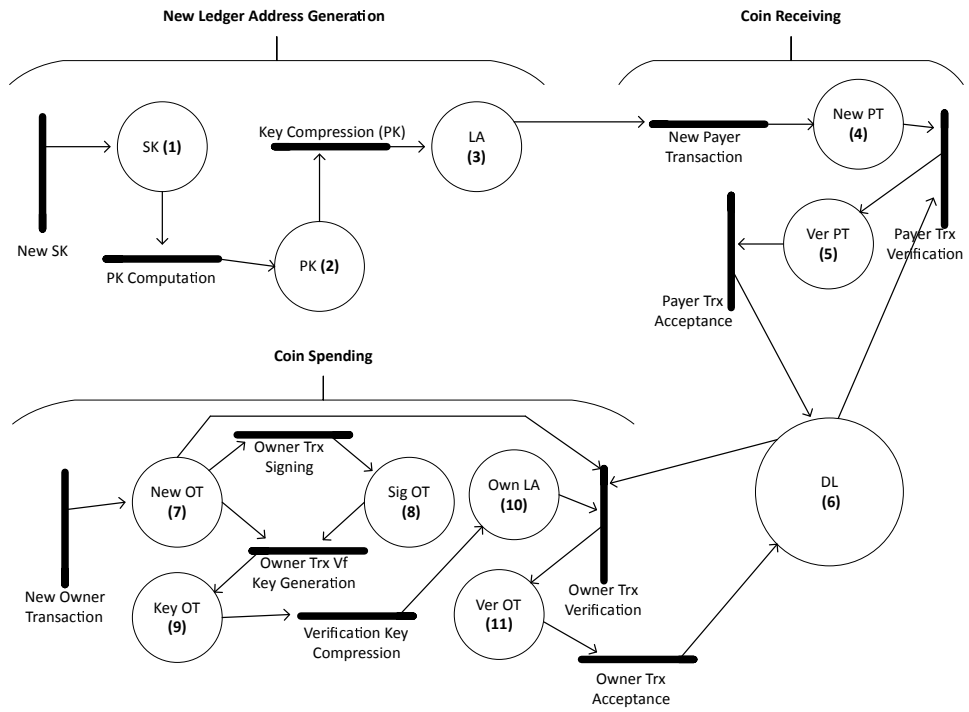 New Ledger Address Generation
Coin Receiving
New SK
SK (1)
PK Computation
PK (2)
Key Compression (PK)
LA
(3)
New Payer
Transaction
New PT
(4)
Payer Trx
Verification
Ver PT
(5)
Payer Trx
Acceptance
DL
(6)
Coin Spending
New Owner
Transaction
New OT
(7)
Owner Trx
Signing
Sig OT
(8)
Owner Trx Vf
Key Generation
Key OT
(9)
Verification Key
Compression
Own LA
(10)
Owner Trx
Verification
Ver OT
(11)
Owner Trx
Acceptance